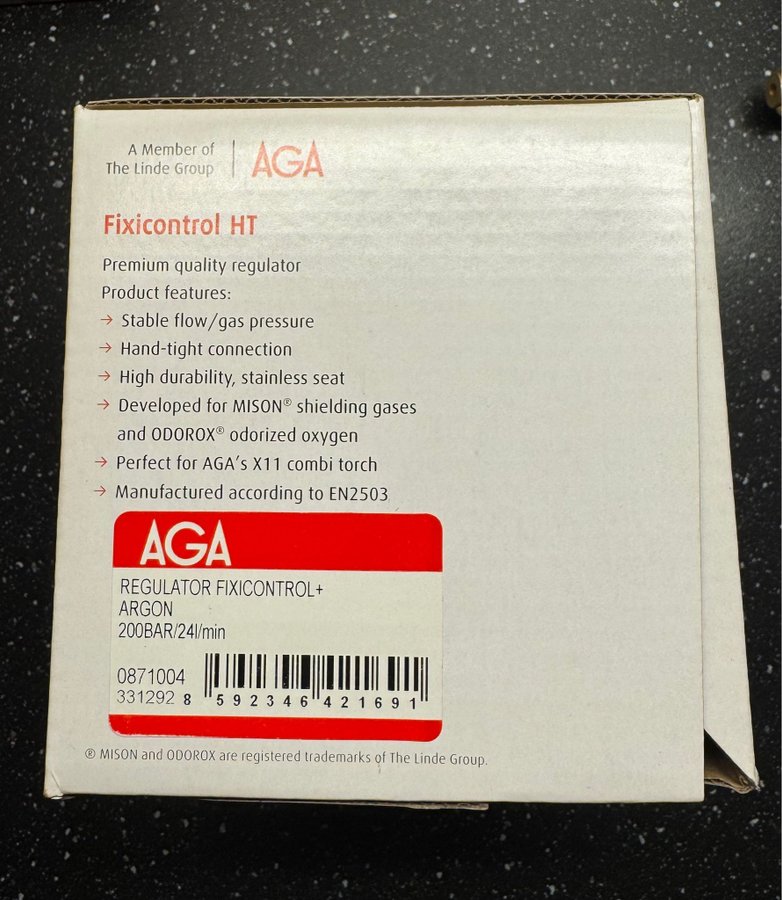 A Member of
The Linde Group
AGA
Fixicontrol HT
Premium quality regulator
Product features:
→ Stable flow/gas pressure
→ Hand-tight connection
→ High durability, stainless seat
→ Developed for MISON® shielding gases
and ODOROX® odorized oxygen
→ Perfect for AGA's X11 combi torch
→ Manufactured according to EN2503
AGA
REGULATOR FIXICONTROL+
ARGON
200BAR/24l/min
0871004
331292
8 592346 421691
® MISON and ODOROX are registered trademarks of The Linde Group.